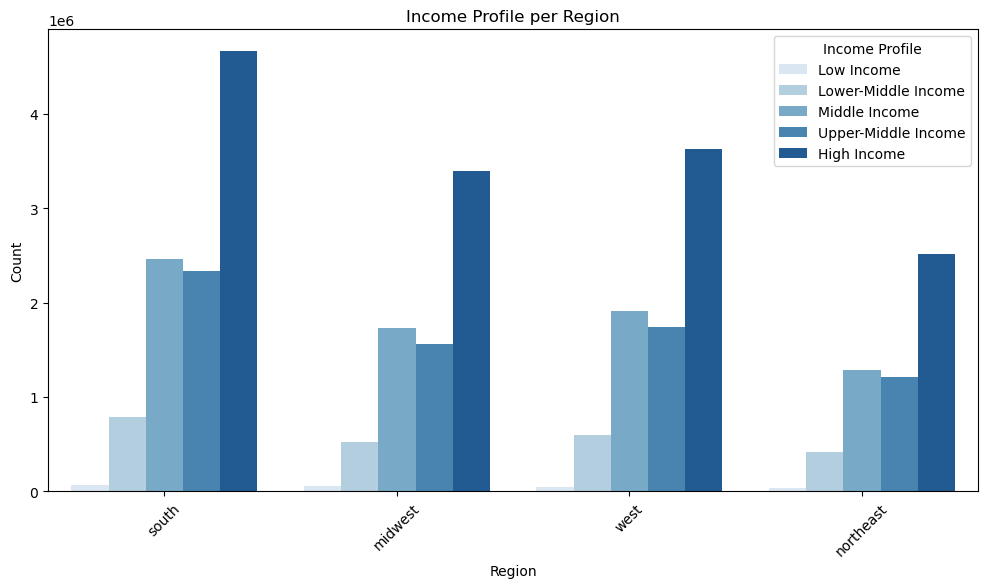 Income Profile per Region
1e6
Income Profile
Low Income
Lower-Middle Income
Middle Income
Upper-Middle Income
High Income
4
3
2
1
0
Count
south
midwest
west
northeast
Region